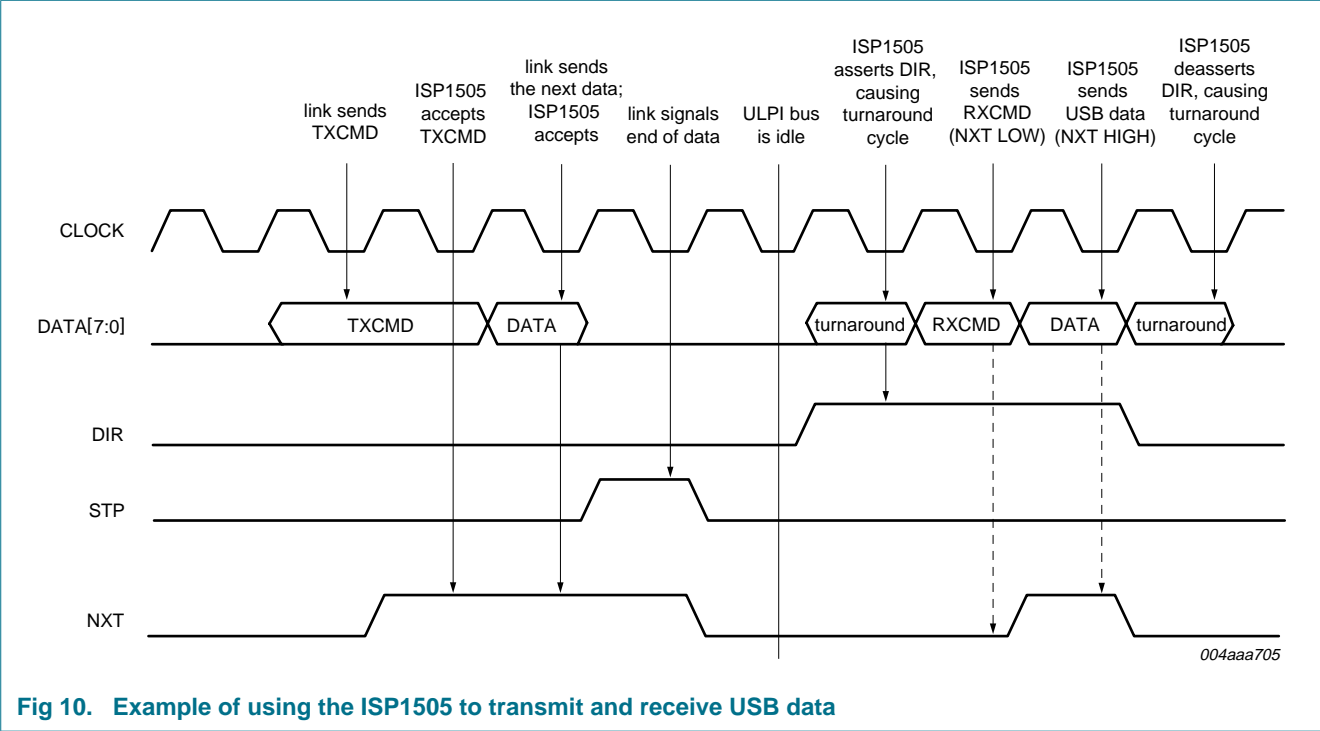 link sends
TXCMD
ISP1505
accepts
TXCMD
link sends
the next data;
ISP1505
accepts
link signals
end of data
ULPI bus
is idle
ISP1505
asserts DIR,
causing
turnaround
cycle
ISP1505
sends
RXCMD
(NXT LOW)
ISP1505
sends
USB data
(NXT HIGH)
ISP1505
deasserts
DIR, causing
turnaround
cycle
CLOCK
DATA[7:0]
TXCMD
DATA
turnaround
RXCMD
DATA
turnaround
DIR
STP
NXT
004aaa705
Fig 10. Example of using the ISP1505 to transmit and receive USB data